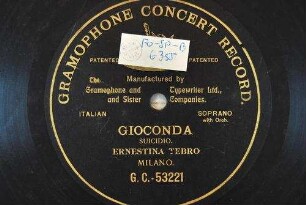 GRAMOPHONE CONCERT RECORD.
PATENTED PATENTED
Manufactured by
The Gramophone and and Sister Typewriter Ltd., Companies.
ITALIAN
SOPRANO
with Orch.
GIOCONDA
SUICIDIO.
ERNESTINA TEBRO
MILANO.
G.C.-53221